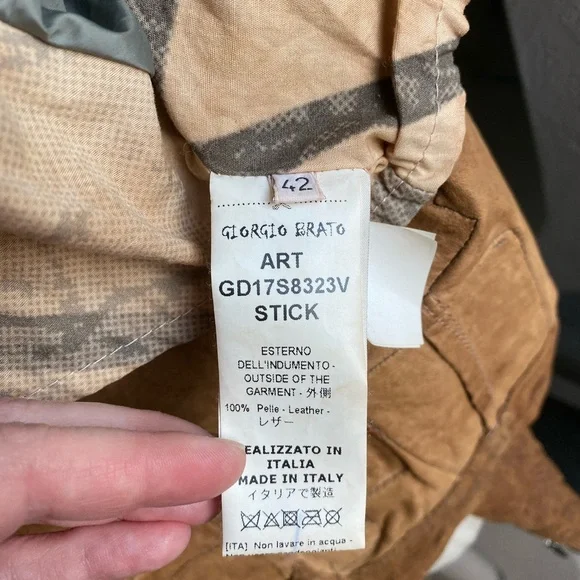 42
GIORGIO BRATO
ART
GD17S8323V
STICK
ESTERNO
DELL'INDUMENTO -
OUTSIDE OF THE
GARMENT - 外側
100% Pelle - Leather -
レザー
EALIZZATO IN
ITALIA
MADE IN ITALY
イタリアで製造
[ITA] Non lavare in acqua -